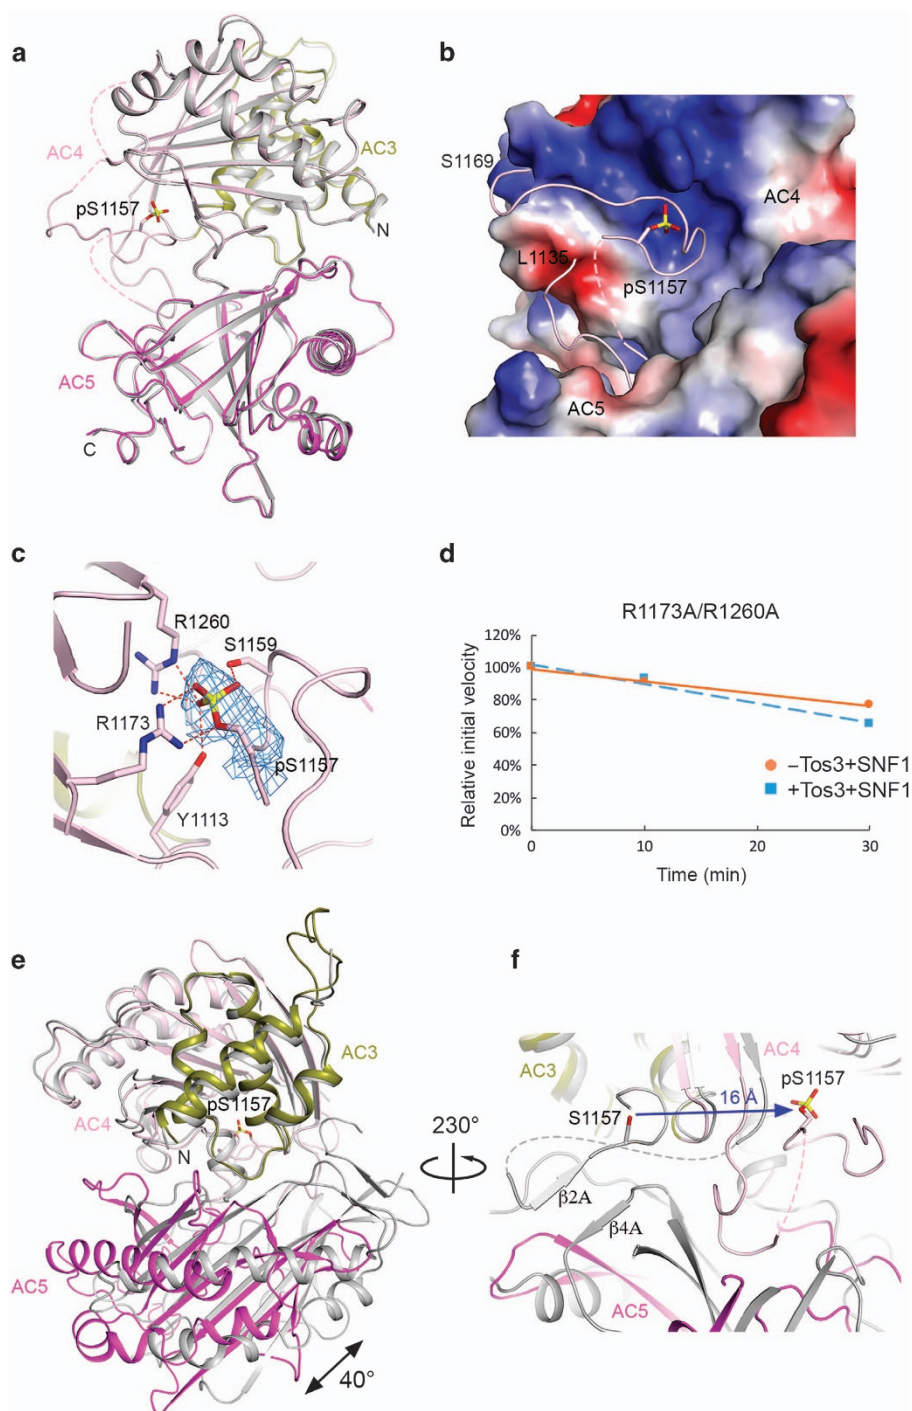 a
AC4
AC3
pS1157
N
AC5
C
b
S1169
AC4
L1135
pS1157
AC5
c
R1260
S1159
R1173
pS1157
Y1113
d
R1173A/R1260A
120%
100%
80%
60%
40%
20%
0%
Relative initial velocity
–Tos3+SNF1
+Tos3+SNF1
0
10
20
30
Time (min)
e
AC3
pS1157
AC4
N
AC5
40°
230°
f
AC3
AC4
pS1157
S1157
16 Å
β2A
β4A
AC5